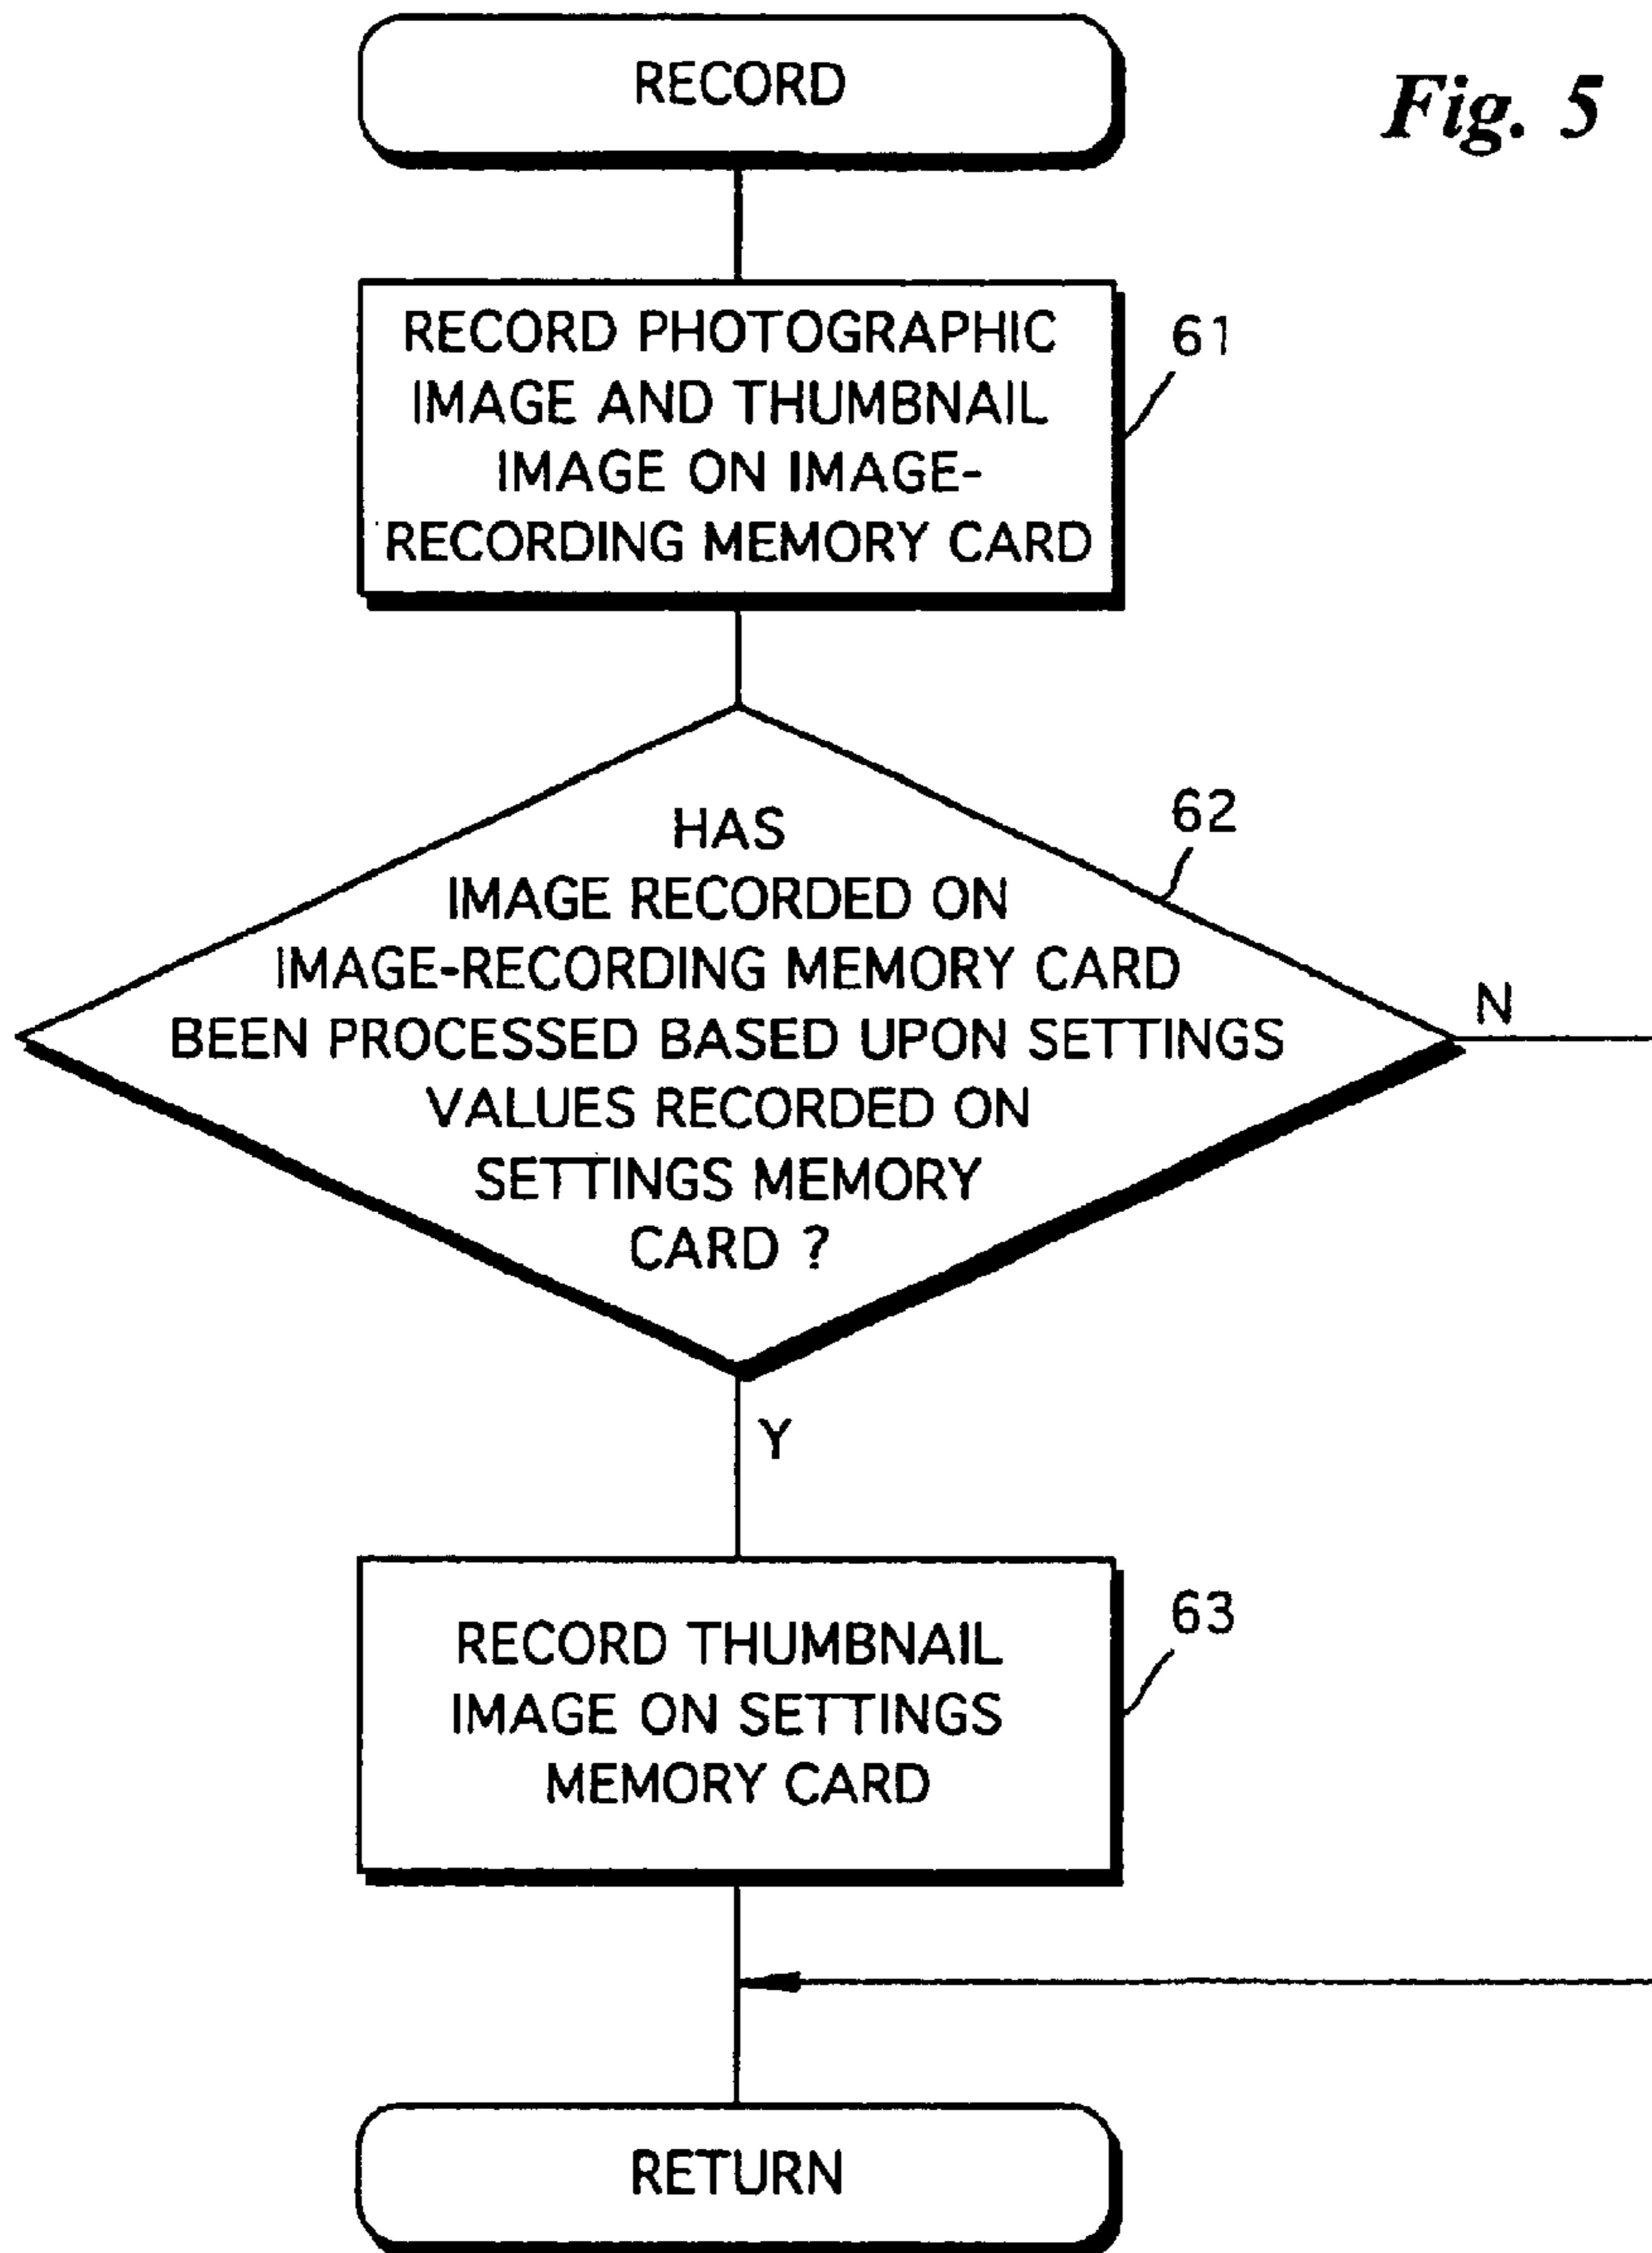 RECORD
Fig. 5
RECORD PHOTOGRAPHIC
IMAGE AND THUMBNAIL
IMAGE ON IMAGE-
RECORDING MEMORY CARD
61
HAS
IMAGE RECORDED ON
IMAGE-RECORDING MEMORY CARD
BEEN PROCESSED BASED UPON SETTINGS
VALUES RECORDED ON
SETTINGS MEMORY
CARD ?
62
N
Y
RECORD THUMBNAIL
IMAGE ON SETTINGS
MEMORY CARD
63
RETURN